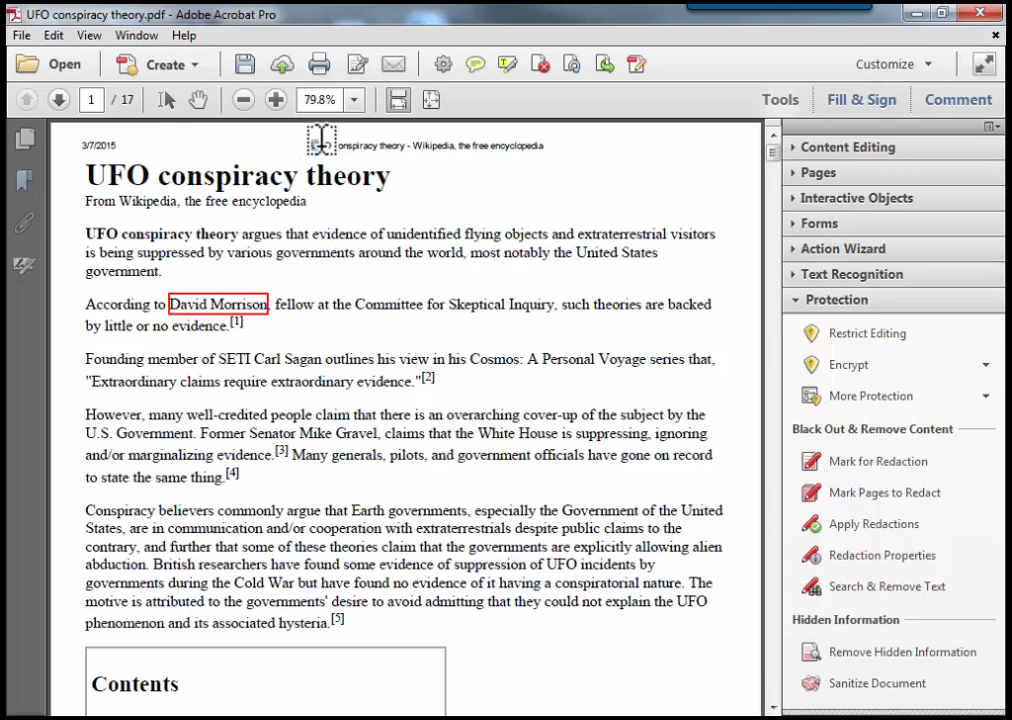 UFO conspiracy theory.pdf - Adobe Acrobat Pro
File Edit View Window Help
Open Create Customize
1 / 17 79.8% Tools Fill & Sign Comment
3/7/2015 onspiracy theory - Wikipedia, the free encyclopedia
UFO conspiracy theory
From Wikipedia, the free encyclopedia
UFO conspiracy theory argues that evidence of unidentified flying objects and extraterrestrial visitors
is being suppressed by various governments around the world, most notably the United States
government.
According to David Morrison, fellow at the Committee for Skeptical Inquiry, such theories are backed
by little or no evidence.[1]
Founding member of SETI Carl Sagan outlines his view in his Cosmos: A Personal Voyage series that,
"Extraordinary claims require extraordinary evidence."[2]
However, many well-credited people claim that there is an overarching cover-up of the subject by the
U.S. Government. Former Senator Mike Gravel, claims that the White House is suppressing, ignoring
and/or marginalizing evidence.[3] Many generals, pilots, and government officials have gone on record
to state the same thing.[4]
Conspiracy believers commonly argue that Earth governments, especially the Government of the United
States, are in communication and/or cooperation with extraterrestrials despite public claims to the
contrary, and further that some of these theories claim that the governments are explicitly allowing alien
abduction. British researchers have found some evidence of suppression of UFO incidents by
governments during the Cold War but have found no evidence of it having a conspiratorial nature. The
motive is attributed to the governments' desire to avoid admitting that they could not explain the UFO
phenomenon and its associated hysteria.[5]
Contents
Content Editing
Pages
Interactive Objects
Forms
Action Wizard
Text Recognition
Protection
Restrict Editing
Encrypt
More Protection
Black Out & Remove Content
Mark for Redaction
Mark Pages to Redact
Apply Redactions
Redaction Properties
Search & Remove Text
Hidden Information
Remove Hidden Information
Sanitize Document